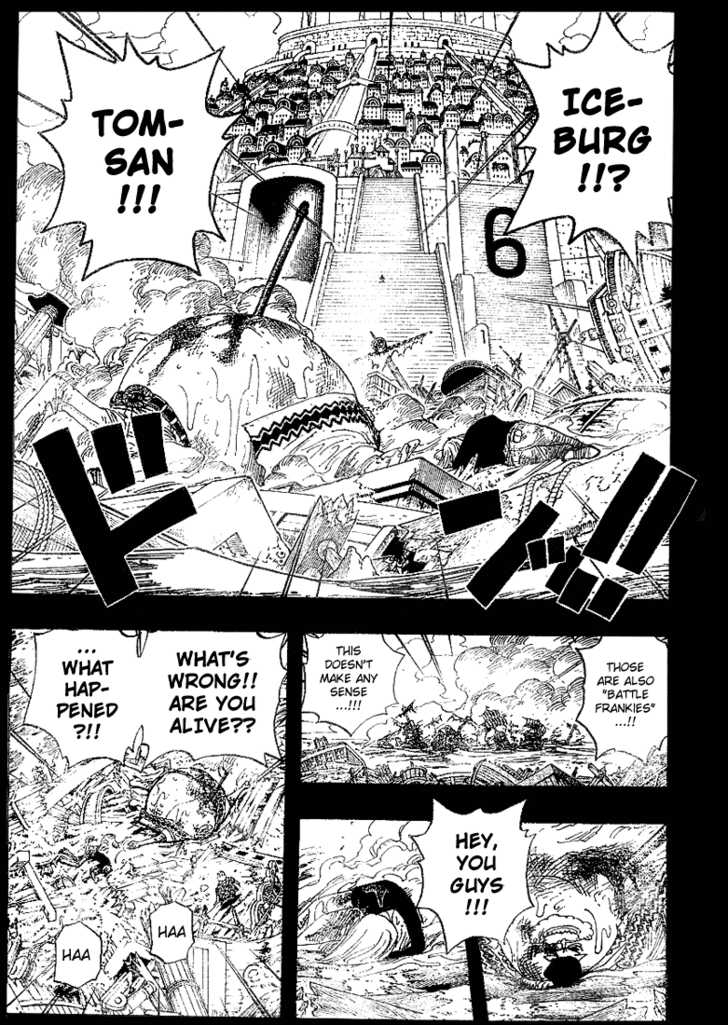 ICE-
BURG
!!?
TOM-
SAN
!!!
6
ドンッ!!
THOSE
ARE ALSO
"BATTLE
FRANKIES"
...!!
THIS
DOESN'T
MAKE ANY
SENSE
...!!!
HEY,
YOU
GUYS
!!!
WHAT'S
WRONG!!
ARE YOU
ALIVE??
...
WHAT
HAP-
PENED
?!!
HAA
HAA